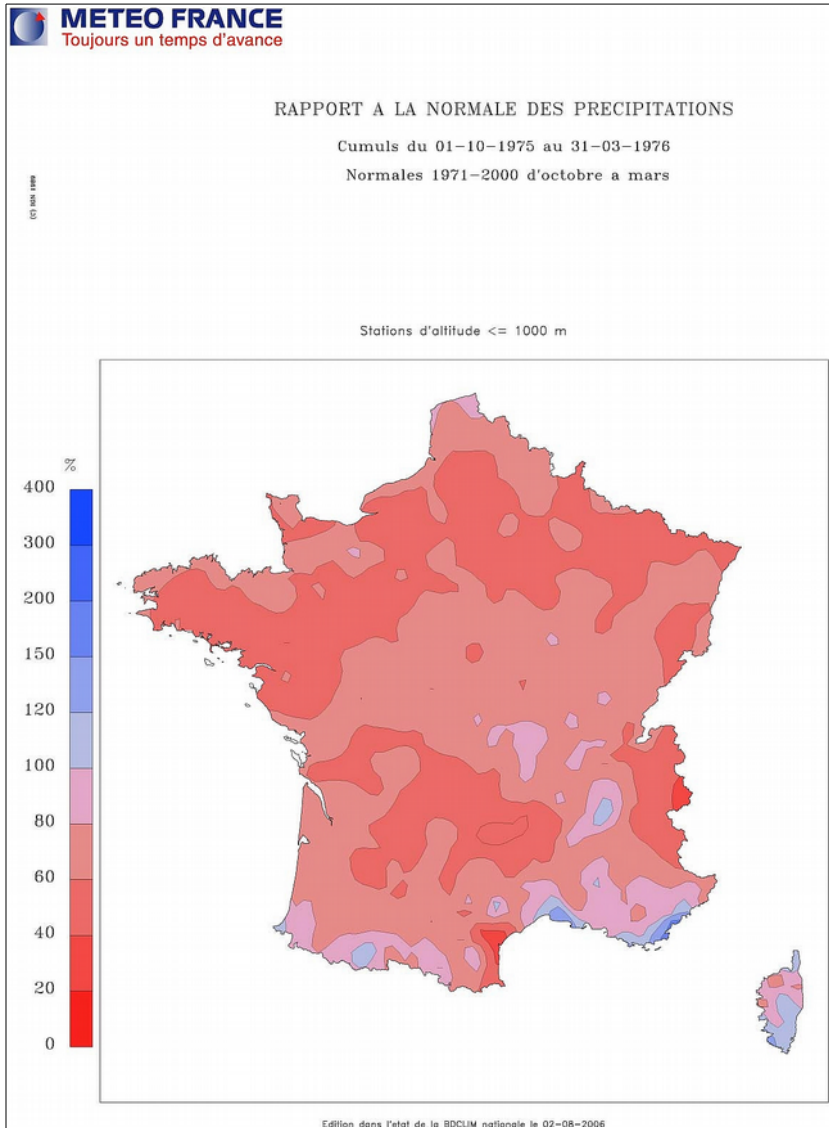 METEO FRANCE
Toujours un temps d'avance
RAPPORT A LA NORMALE DES PRECIPITATIONS
Cumuls du 01-10-1975 au 31-03-1976
Normales 1971-2000 d'octobre a mars
Stations d'altitude <= 1000 m
%
400
300
200
150
120
100
80
60
40
20
0
Edition dans l'etat de la BDCLIM nationale le 02-08-2006